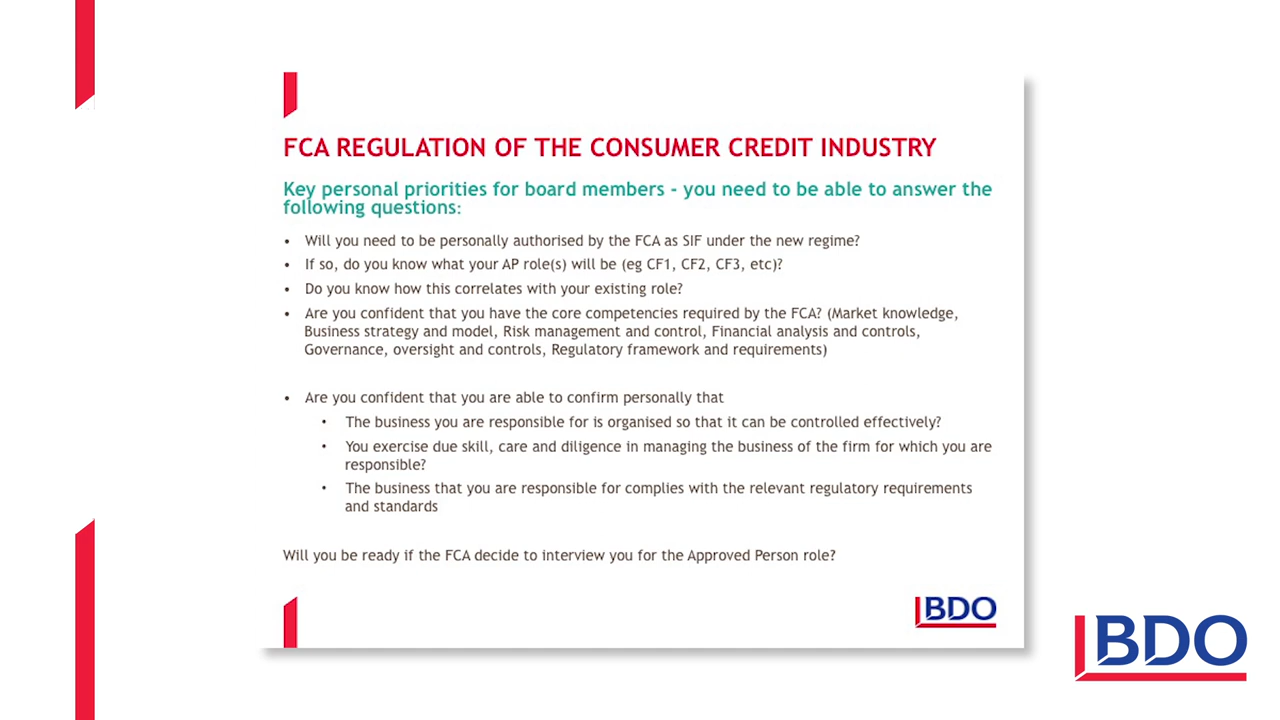 FCA REGULATION OF THE CONSUMER CREDIT INDUSTRY
Key personal priorities for board members - you need to be able to answer the
following questions:
• Will you need to be personally authorised by the FCA as SIF under the new regime?
• If so, do you know what your AP role(s) will be (eg CF1, CF2, CF3, etc)?
• Do you know how this correlates with your existing role?
• Are you confident that you have the core competencies required by the FCA? (Market knowledge,
Business strategy and model, Risk management and control, Financial analysis and controls,
Governance, oversight and controls, Regulatory framework and requirements)
• Are you confident that you are able to confirm personally that
• The business you are responsible for is organised so that it can be controlled effectively?
• You exercise due skill, care and diligence in managing the business of the firm for which you are
responsible?
• The business that you are responsible for complies with the relevant regulatory requirements
and standards
Will you be ready if the FCA decide to interview you for the Approved Person role?
BDO
BDO